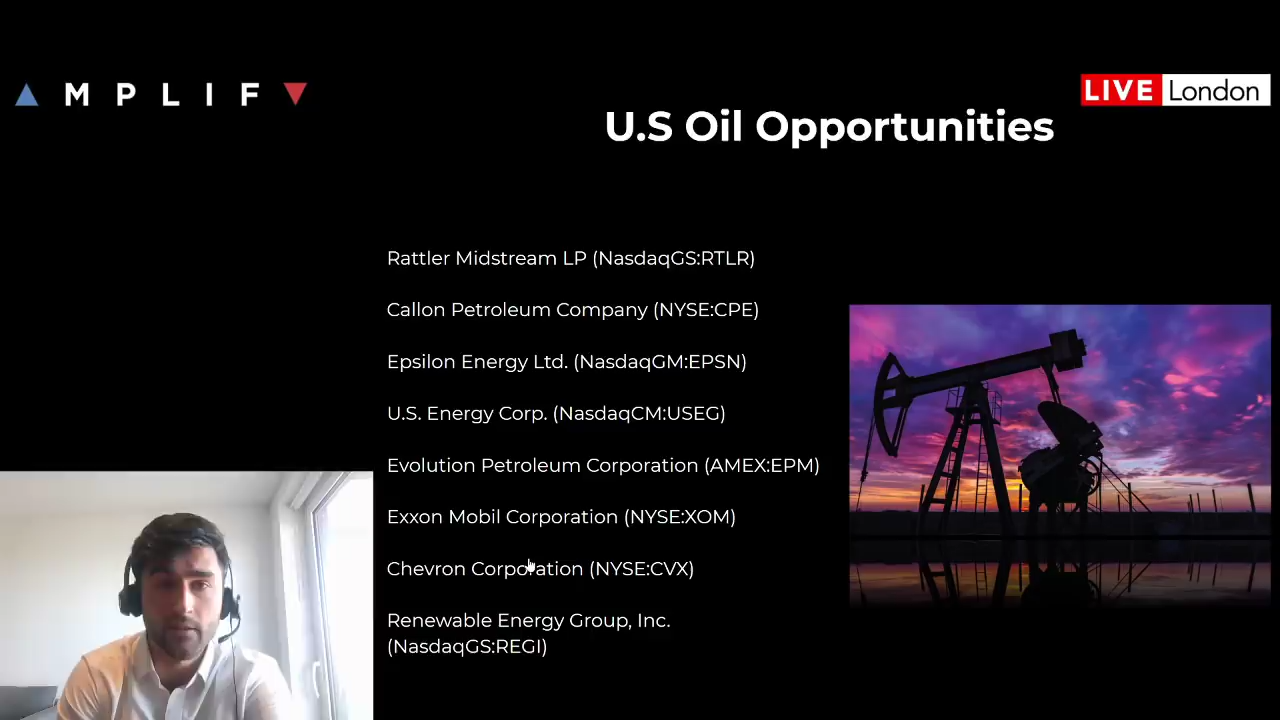 AMPLIFY
LIVE London
U.S Oil Opportunities
Rattler Midstream LP (NasdaqGS:RTLR)
Callon Petroleum Company (NYSE:CPE)
Epsilon Energy Ltd. (NasdaqGM:EPSN)
U.S. Energy Corp. (NasdaqCM:USEG)
Evolution Petroleum Corporation (AMEX:EPM)
Exxon Mobil Corporation (NYSE:XOM)
Chevron Corporation (NYSE:CVX)
Renewable Energy Group, Inc.
(NasdaqGS:REGI)